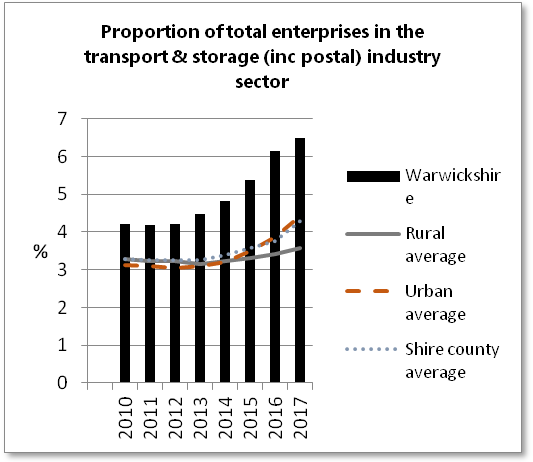 Proportion of total enterprises in the
transport & storage (inc postal) industry
sector
7
6
5
4
3
2
1
0
%
2010
2011
2012
2013
2014
2015
2016
2017
Warwickshir
e
Rural
average
Urban
average
Shire county
average